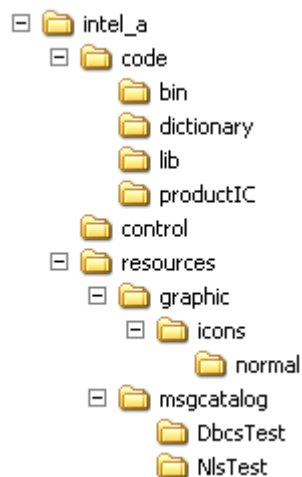 intel_a
code
bin
dictionary
lib
productIC
control
resources
graphic
icons
normal
msgcatalog
DbcsTest
NlsTest